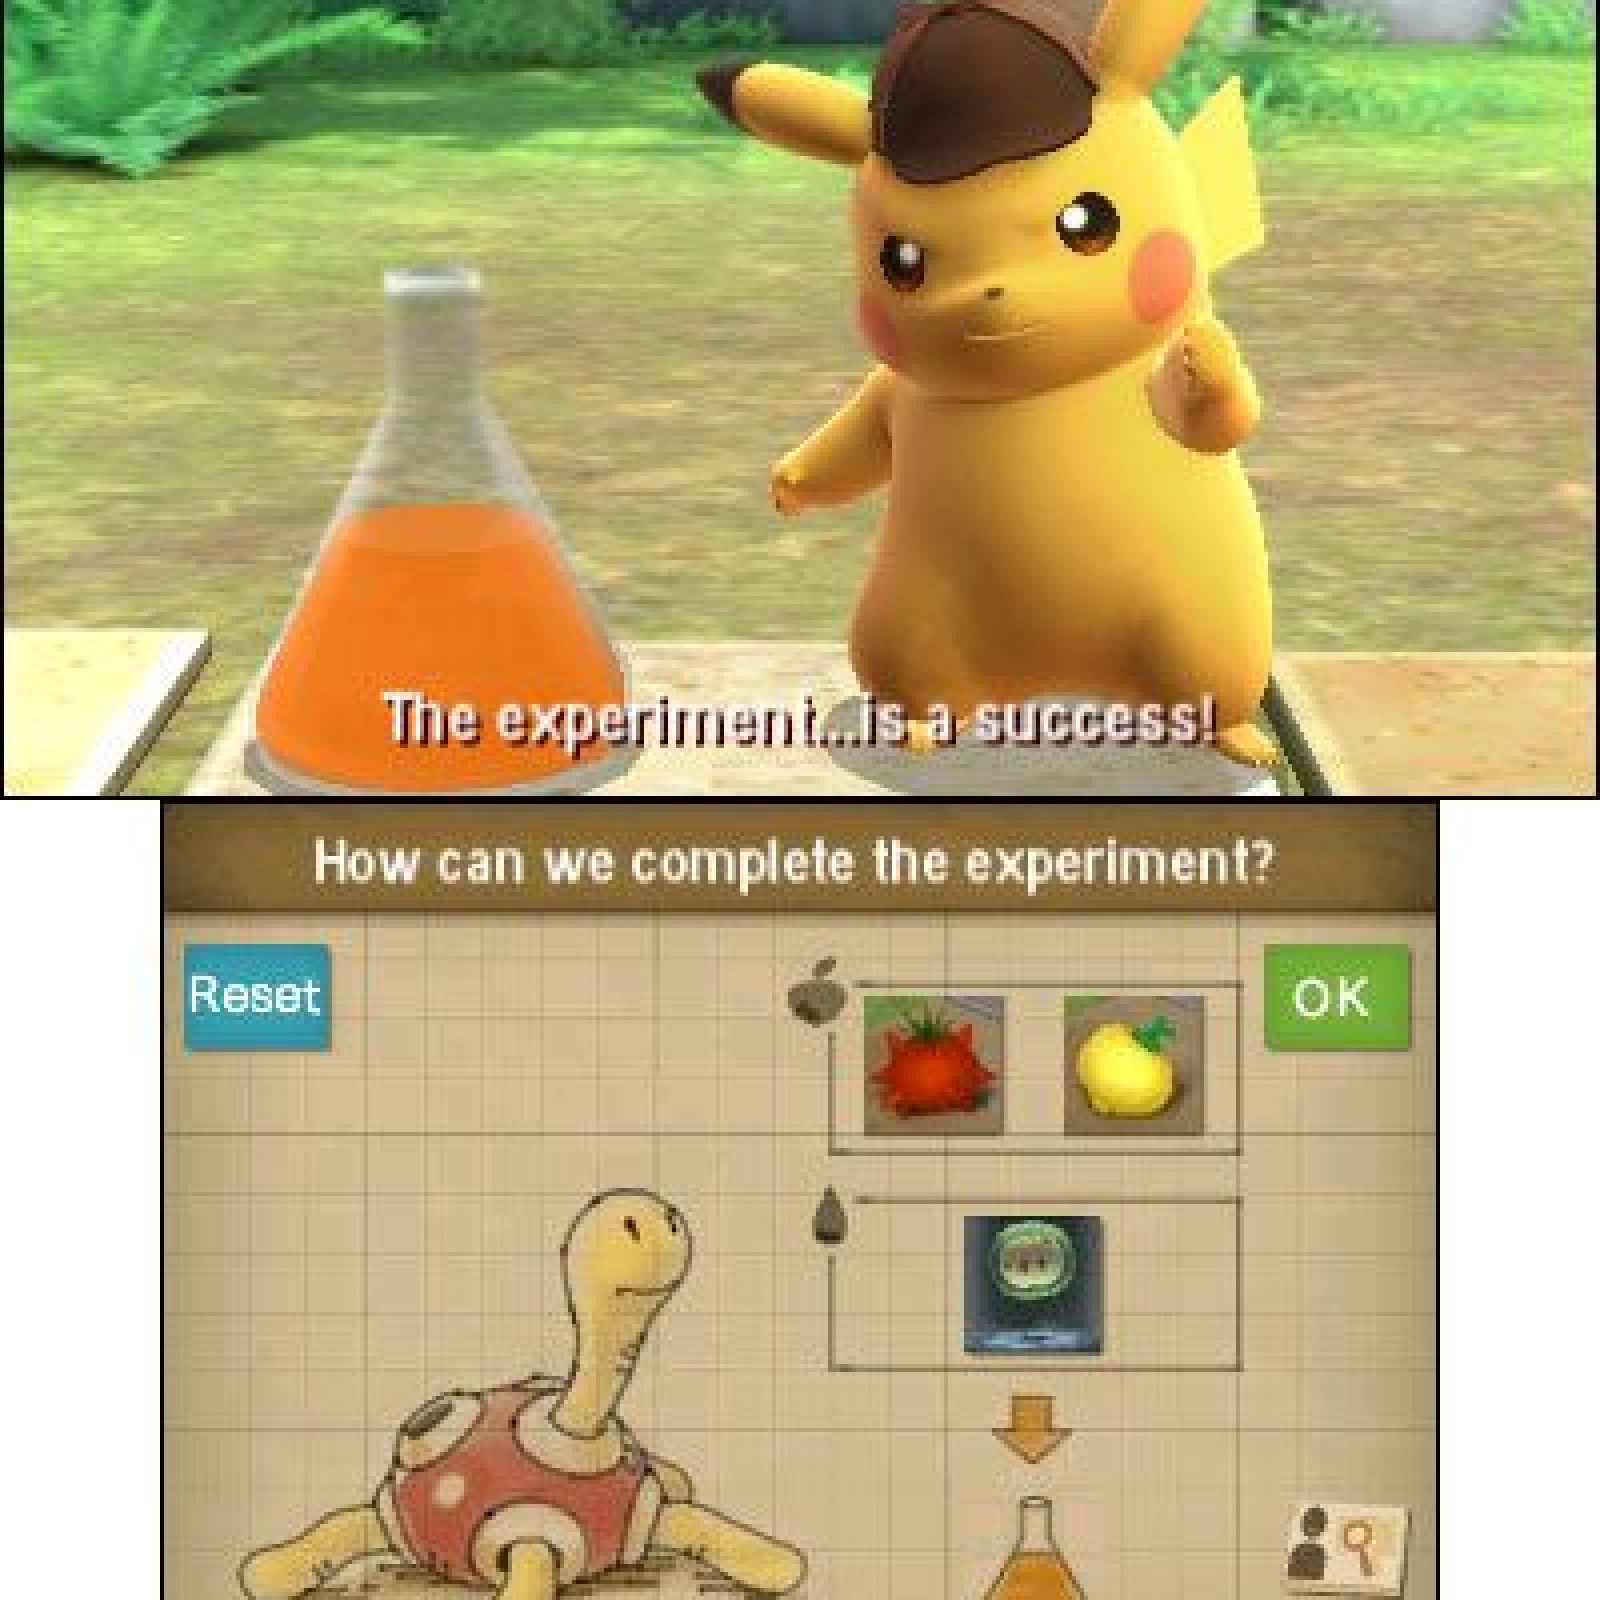 The experiment...is a success!
How can we complete the experiment?
Reset
OK